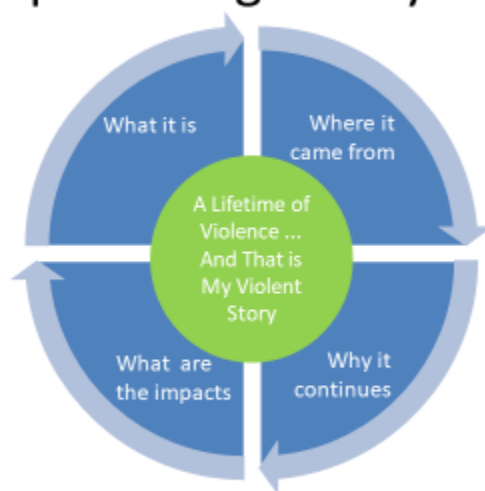 What it is
Where it
came from
A Lifetime of
Violence ...
And That is
My Violent
Story
What are
the impacts
Why it
continues